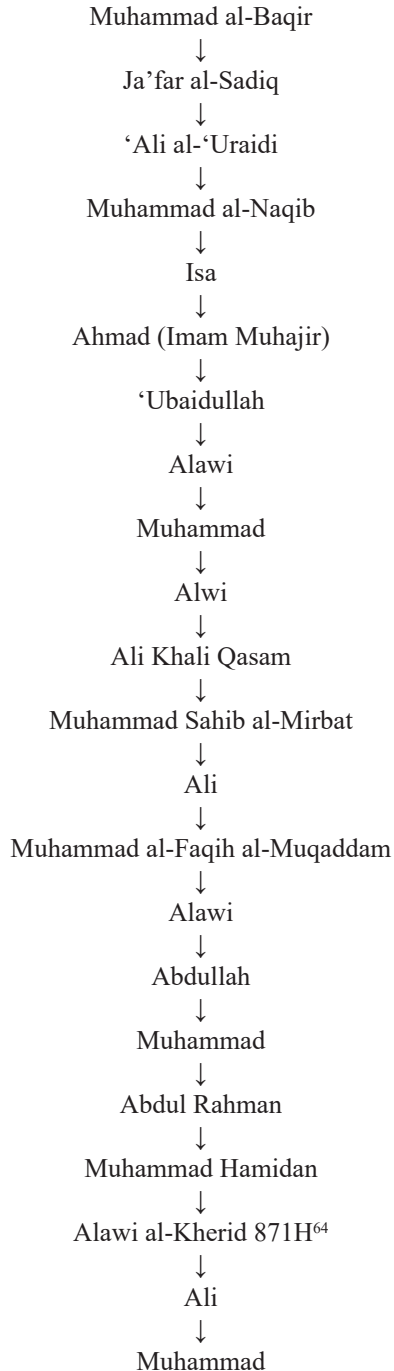 Muhammad al-Baqir
↓
Ja’far al-Sadiq
↓
‘Ali al-‘Uraidi
↓
Muhammad al-Naqib
↓
Isa
↓
Ahmad (Imam Muhajir)
↓
‘Ubaidullah
↓
Alawi
↓
Muhammad
↓
Alwi
↓
Ali Khali Qasam
↓
Muhammad Sahib al-Mirbat
↓
Ali
↓
Muhammad al-Faqih al-Muqaddam
↓
Alawi
↓
Abdullah
↓
Muhammad
↓
Abdul Rahman
↓
Muhammad Hamidan
↓
Alawi al-Kherid 871H⁶⁴
↓
Ali
↓
Muhammad